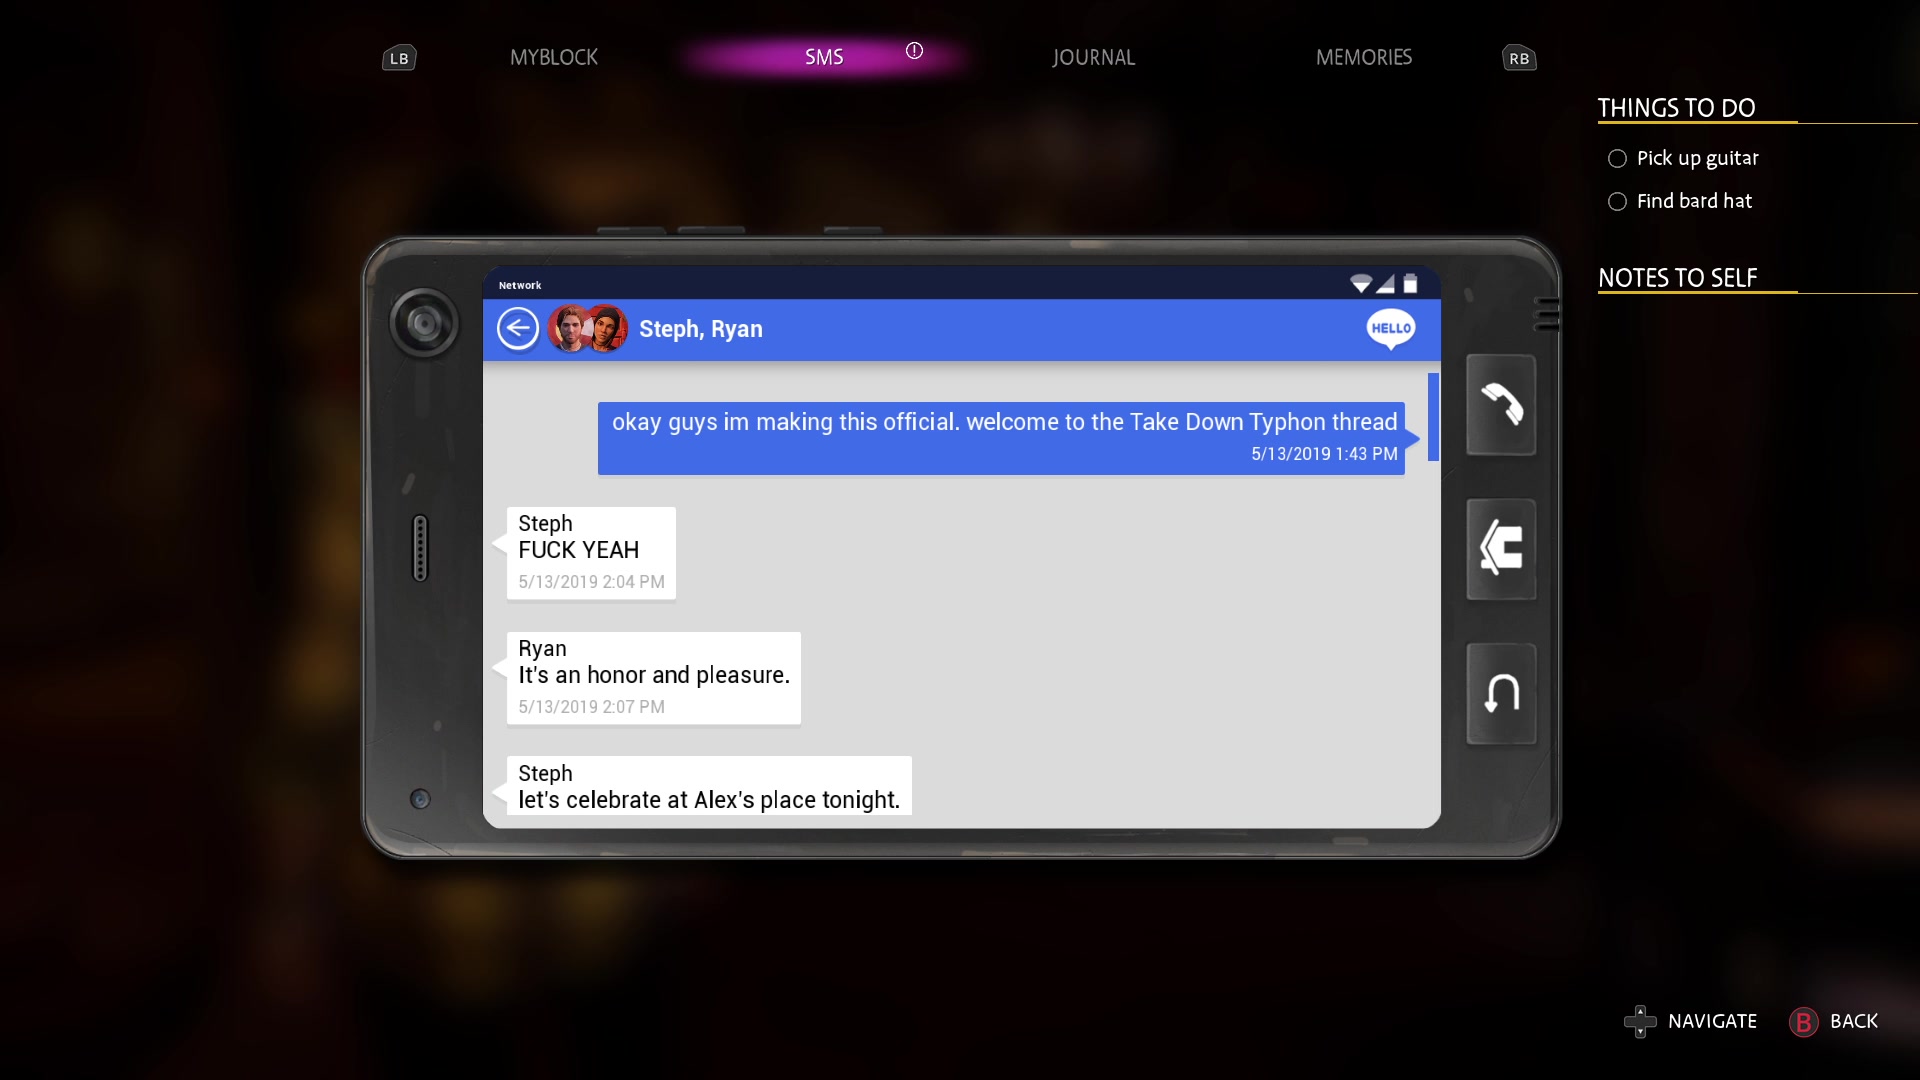 LB
MYBLOCK
SMS
JOURNAL
MEMORIES
RB
THINGS TO DO
Pick up guitar
Find bard hat
NOTES TO SELF
Network
Steph, Ryan
HELLO
okay guys im making this official. welcome to the Take Down Typhon thread
5/13/2019 1:43 PM
Steph
FUCK YEAH
5/13/2019 2:04 PM
Ryan
It's an honor and pleasure.
5/13/2019 2:07 PM
Steph
let's celebrate at Alex's place tonight.
NAVIGATE
B BACK